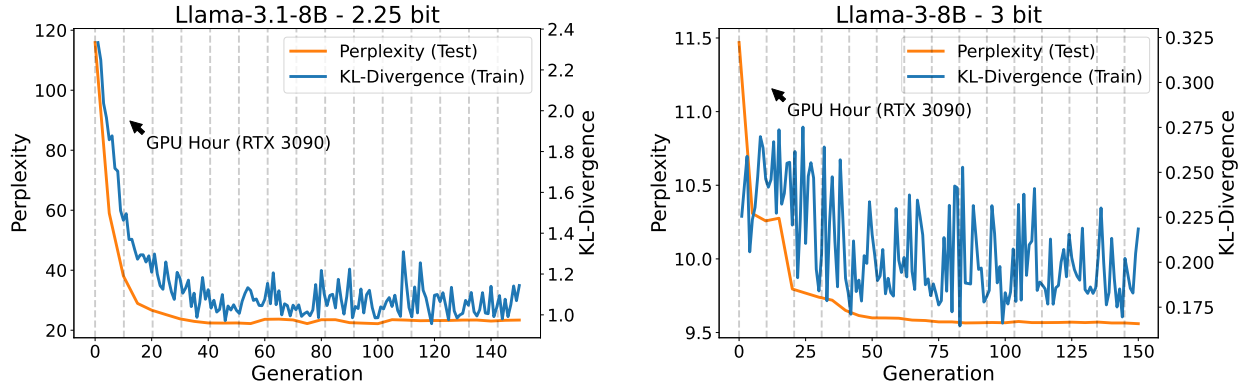 Llama-3.1-8B - 2.25 bit
120
100
80
60
40
20
Perplexity
0 20 40 60 80 100 120 140
Generation
2.4
2.2
2.0
1.8
1.6
1.4
1.2
1.0
KL-Divergence
Perplexity (Test)
KL-Divergence (Train)
GPU Hour (RTX 3090)
Llama-3-8B - 3 bit
11.5
11.0
10.5
10.0
9.5
Perplexity
0 25 50 75 100 125 150
Generation
0.325
0.300
0.275
0.250
0.225
0.200
0.175
KL-Divergence
Perplexity (Test)
KL-Divergence (Train)
GPU Hour (RTX 3090)